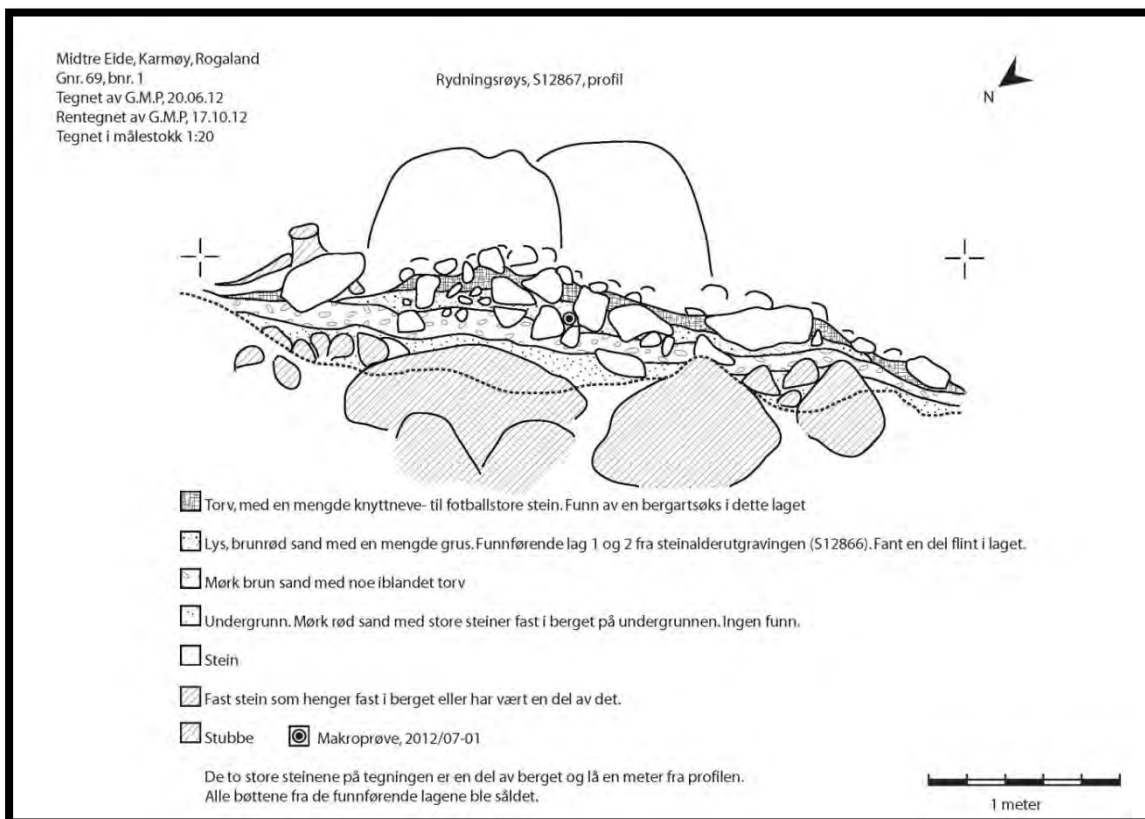 Midtre Eide, Karmøy, Rogaland
Gnr. 69, bnr. 1
Tegnet av G.M.P, 20.06.12
Rentegnet av G.M.P, 17.10.12
Tegnet i målestokk 1:20
Rydningsrøys, S12867, profil
N
Torv, med en mengde knyttneve- til fotballstore stein. Funn av en bergartsøks i dette laget
Lys, brunrød sand med en mengde grus. Funnførende lag 1 og 2 fra steinalderutgravingen (S12866). Fant en del flint i laget.
Mørk brun sand med noe iblandet torv
Undergrunn. Mørk rød sand med store steiner fast i berget på undergrunnen. Ingen funn.
Stein
Fast stein som henger fast i berget eller har vært en del av det.
Stubbe
Makroprøve, 2012/07-01
De to store steinene på tegningen er en del av berget og lå en meter fra profilen.
Alle bøttene fra de funnførende lagene ble såldet.
1 meter